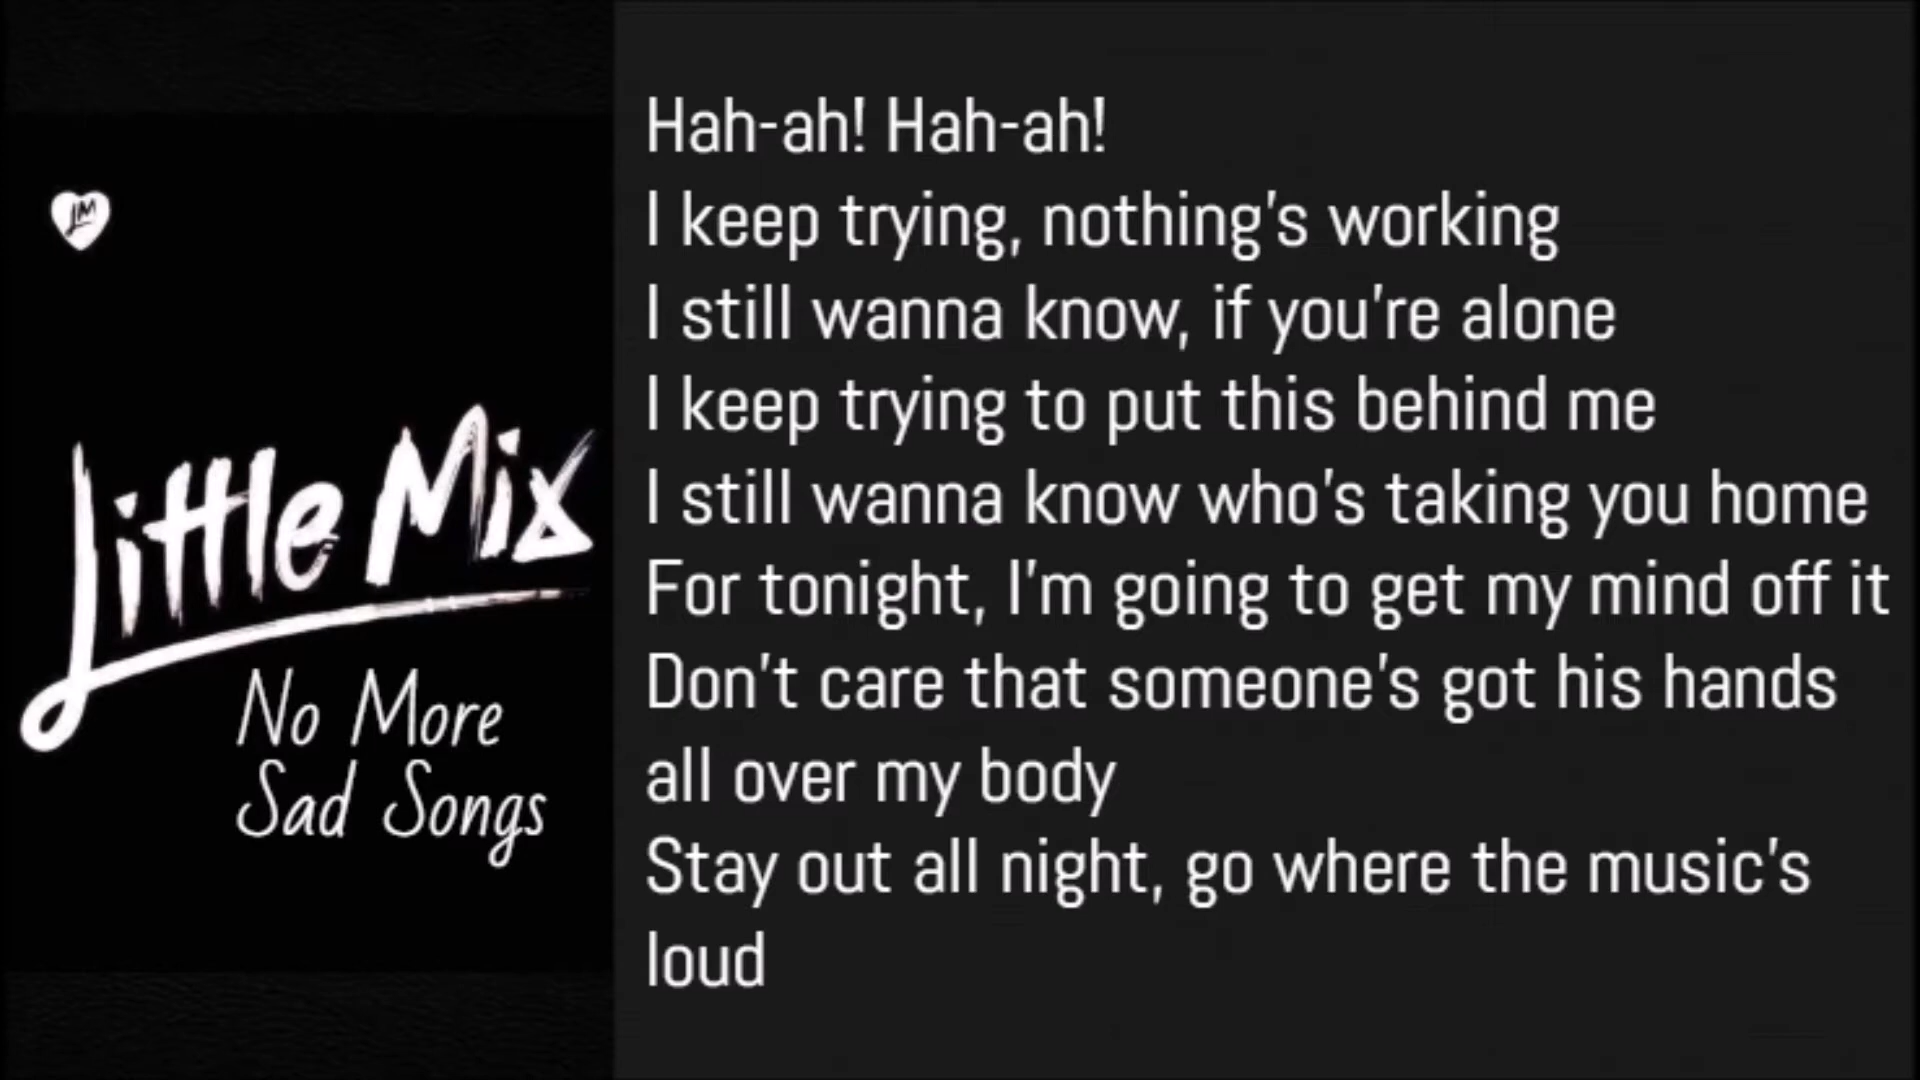 LM
Little Mix
No More
Sad Songs
Hah-ah! Hah-ah!
I keep trying, nothing's working
I still wanna know, if you're alone
I keep trying to put this behind me
I still wanna know who's taking you home
For tonight, I'm going to get my mind off it
Don't care that someone's got his hands
all over my body
Stay out all night, go where the music's
loud